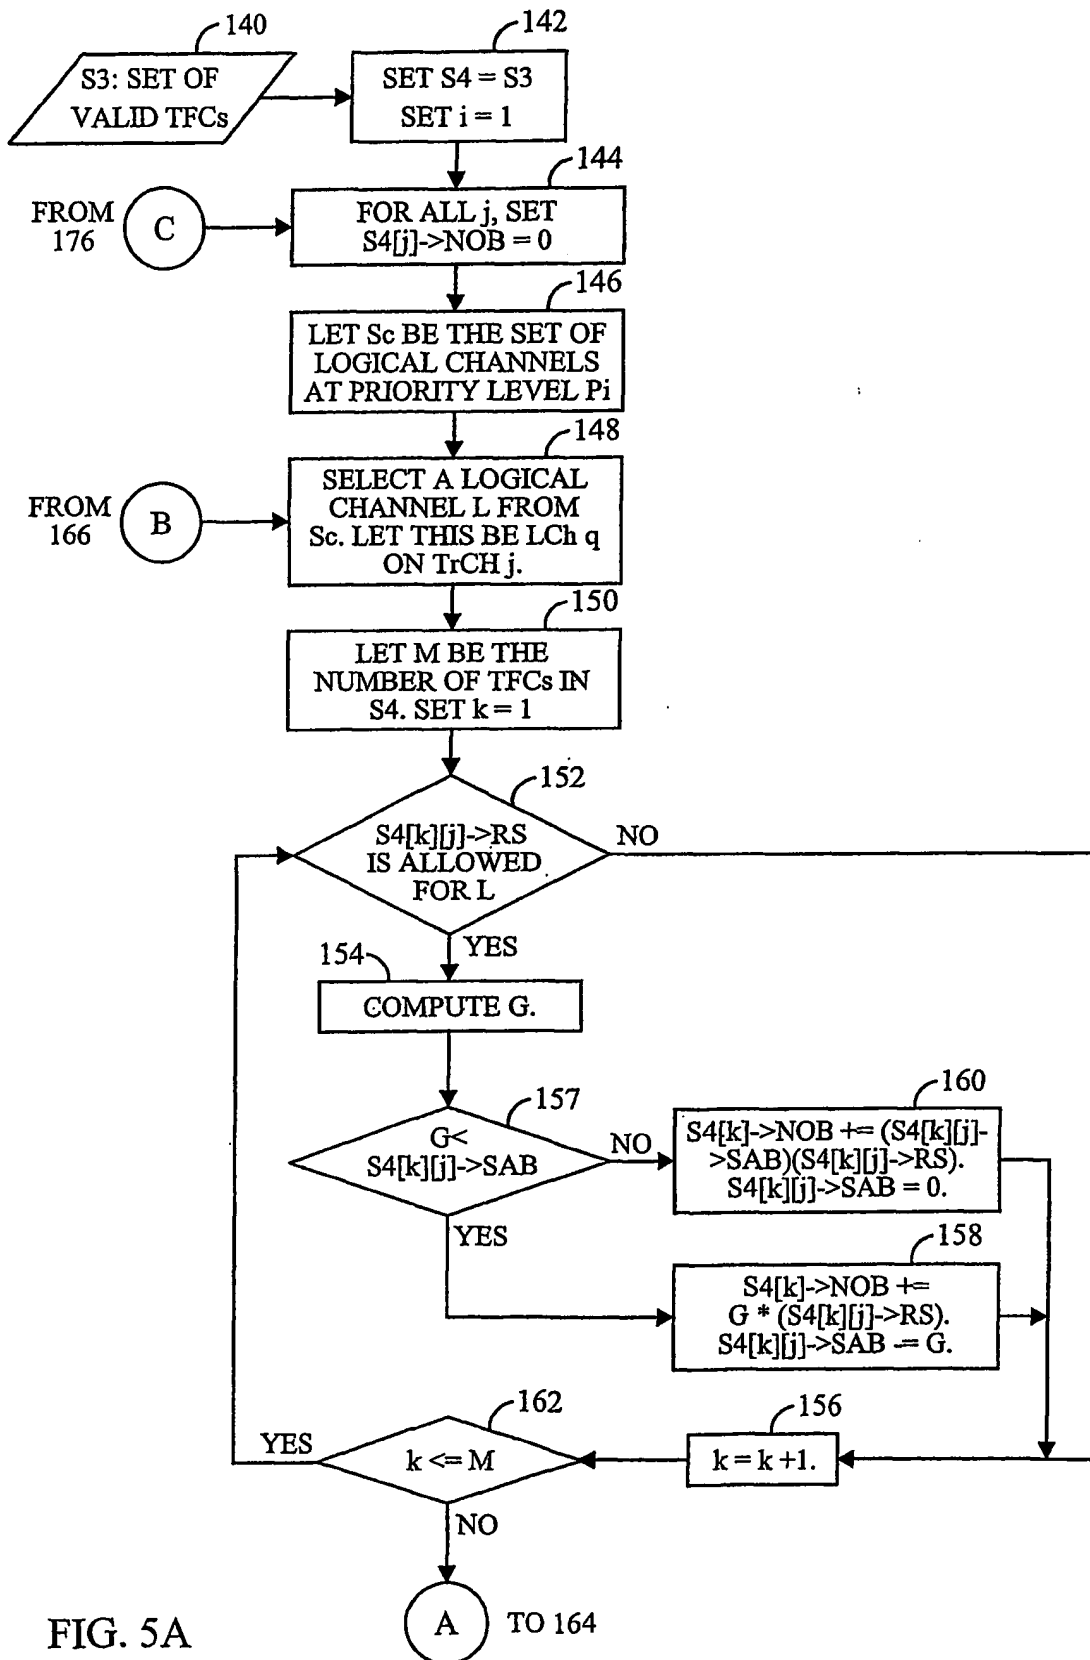 140
S3: SET OF
VALID TFCs
142
SET S4 = S3
SET i = 1
144
FROM
176
C
FOR ALL j, SET
S4[j]->NOB = 0
146
LET Sc BE THE SET OF
LOGICAL CHANNELS
AT PRIORITY LEVEL Pi
148
FROM
166
B
SELECT A LOGICAL
CHANNEL L FROM
Sc. LET THIS BE LCh q
ON TrCH j.
150
LET M BE THE
NUMBER OF TFCs IN
S4. SET k = 1
152
S4[k][j]->RS
IS ALLOWED
FOR L
NO
YES
154
COMPUTE G.
157
G<
S4[k][j]->SAB
NO
YES
160
S4[k]->NOB += (S4[k][j]-
>SAB)(S4[k][j]->RS).
S4[k][j]->SAB = 0.
158
S4[k]->NOB +=
G * (S4[k][j]->RS).
S4[k][j]->SAB -= G.
162
YES
k <= M
156
k = k +1.
NO
A
TO 164
FIG. 5A